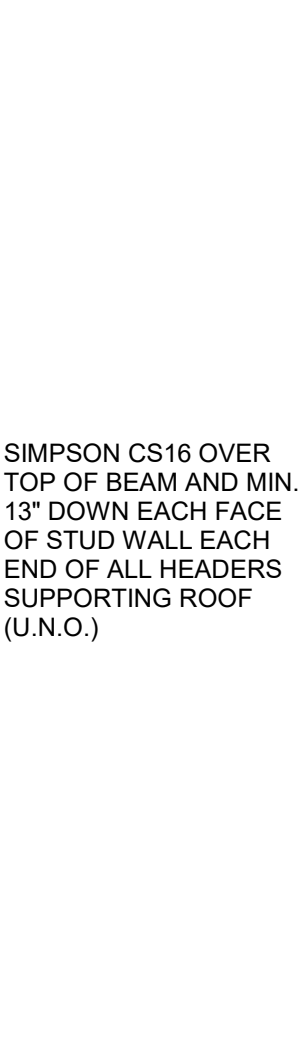 SIMPSON CS16 OVER
TOP OF BEAM AND MIN.
13" DOWN EACH FACE
OF STUD WALL EACH
END OF ALL HEADERS
SUPPORTING ROOF
(U.N.O.)